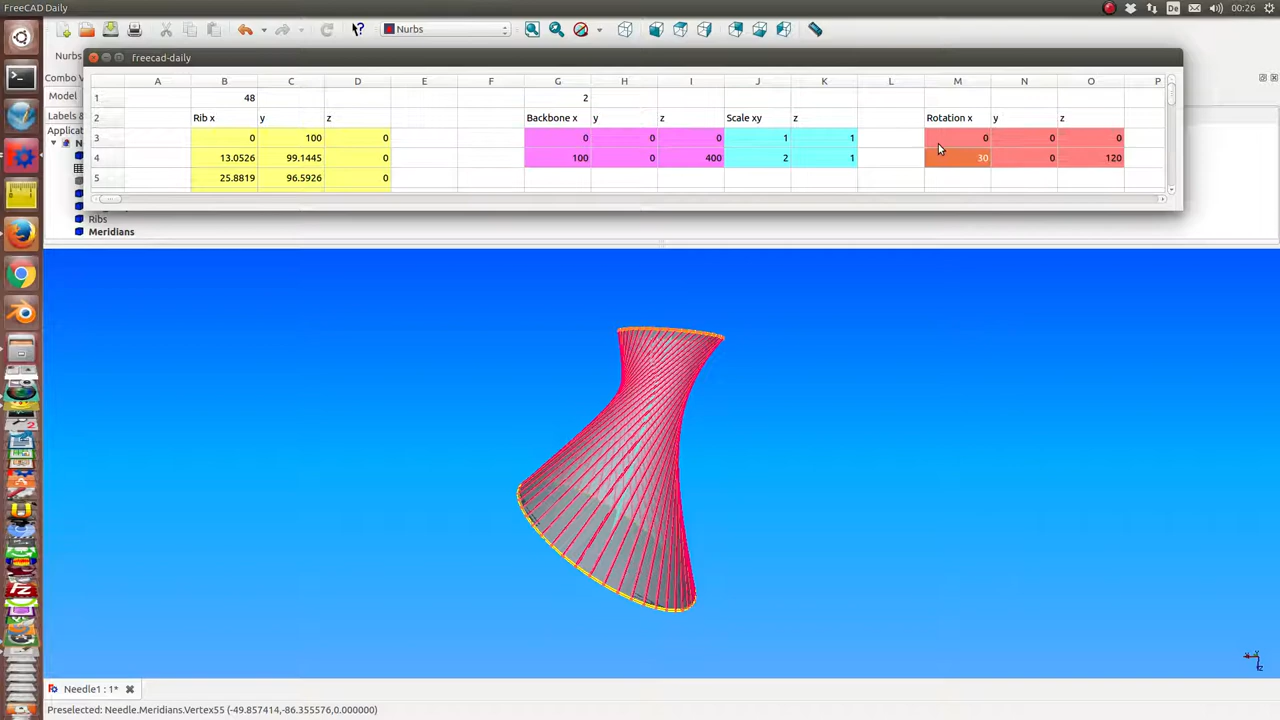 FreeCAD Daily
De
00:26
Nurbs
Nurbs
freecad-daily
Combo V
Model
Labels &
Applicat
N
A B C D E F G H I J K L M N O P
1 48 2
2 Rib x y z Backbone x y z Scale xy z Rotation x y z
3 0 100 0 0 0 0 1 1 0 0 0
4 13.0526 99.1445 0 100 0 400 2 1 30 0 120
5 25.8819 96.5926 0
Ribs
Meridians
Needle1 : 1*
Preselected: Needle.Meridians.Vertex55 (-49.857414,-86.355576,0.000000)